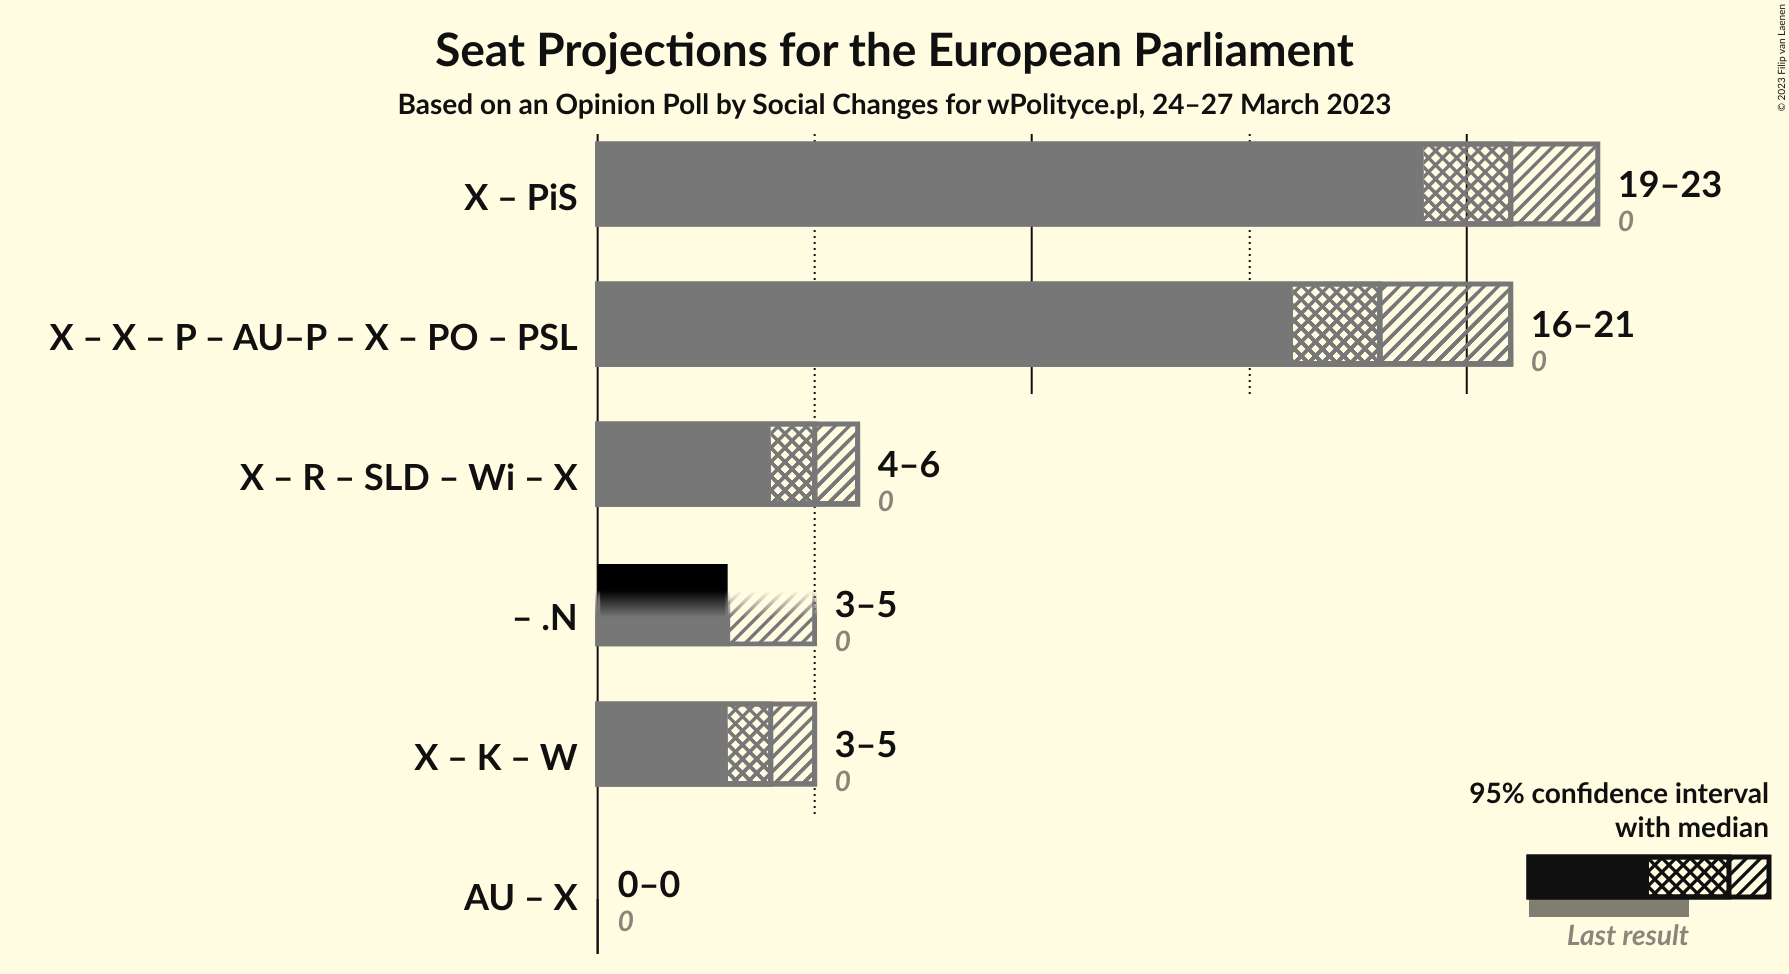 Seat Projections for the European Parliament
Based on an Opinion Poll by Social Changes for wPolityce.pl, 24–27 March 2023
© 2023 Filip van Laenen
X – PiS
19–23
0
X – X – P – AU–P – X – PO – PSL
16–21
0
X – R – SLD – Wi – X
4–6
0
– .N
3–5
0
X – K – W
3–5
0
AU – X
0–0
0
95% confidence interval
with median
Last result